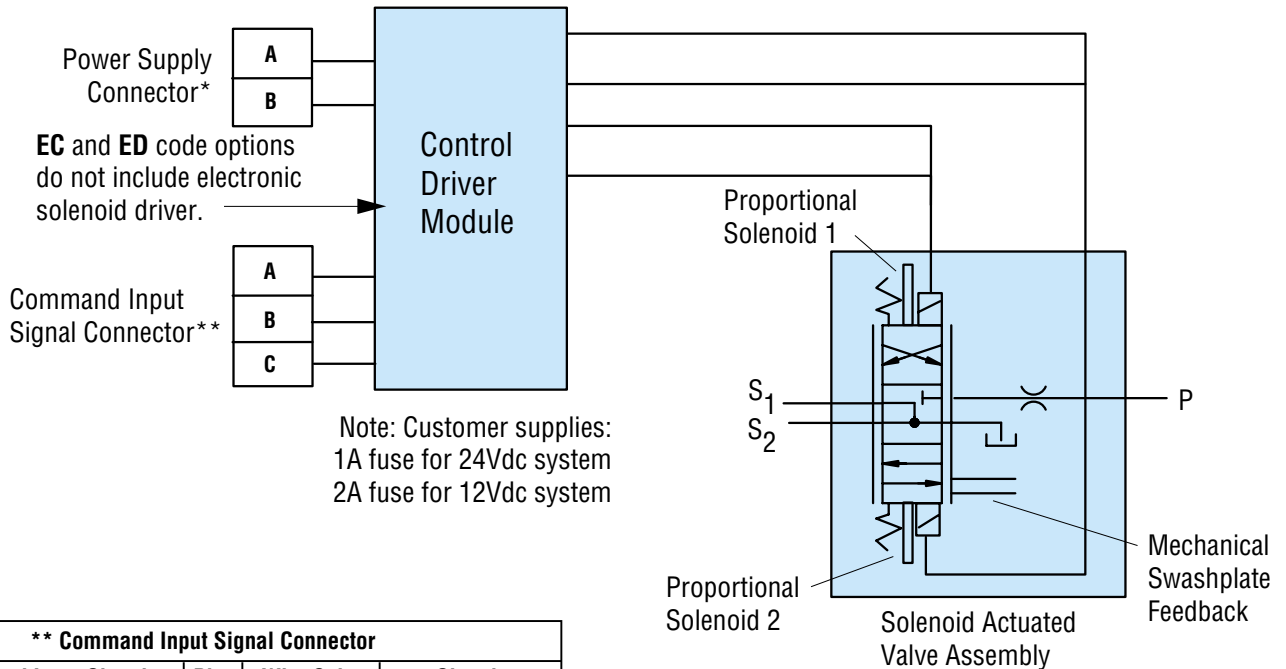 Power Supply
Connector*
A
B
EC and ED code options
do not include electronic
solenoid driver.
Control
Driver
Module
Command Input
Signal Connector**
A
B
C
Note: Customer supplies:
1A fuse for 24Vdc system
2A fuse for 12Vdc system
Proportional
Solenoid 1
S1
S2
P
Mechanical
Swashplate
Feedback
Proportional
Solenoid 2
Solenoid Actuated
Valve Assembly
** Command Input Signal Connector